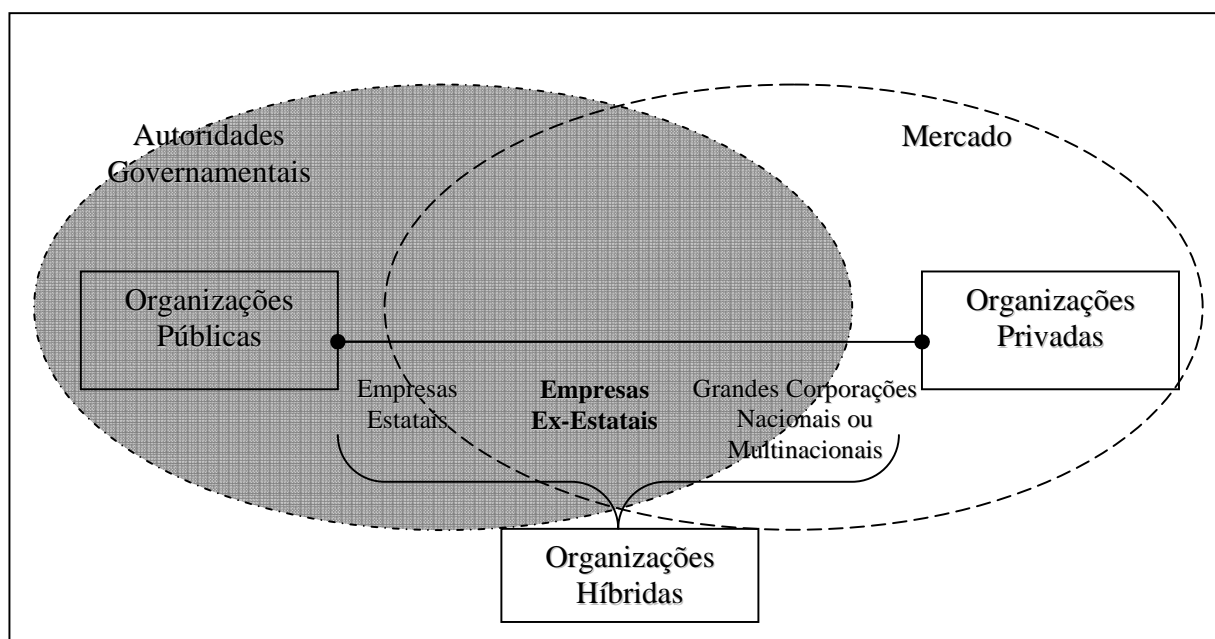 Autoridades
Governamentais
Mercado
Organizações
Públicas
Organizações
Privadas
Empresas
Estatais
Empresas
Ex-Estatais
Grandes Corporações
Nacionais ou
Multinacionais
Organizações
Híbridas